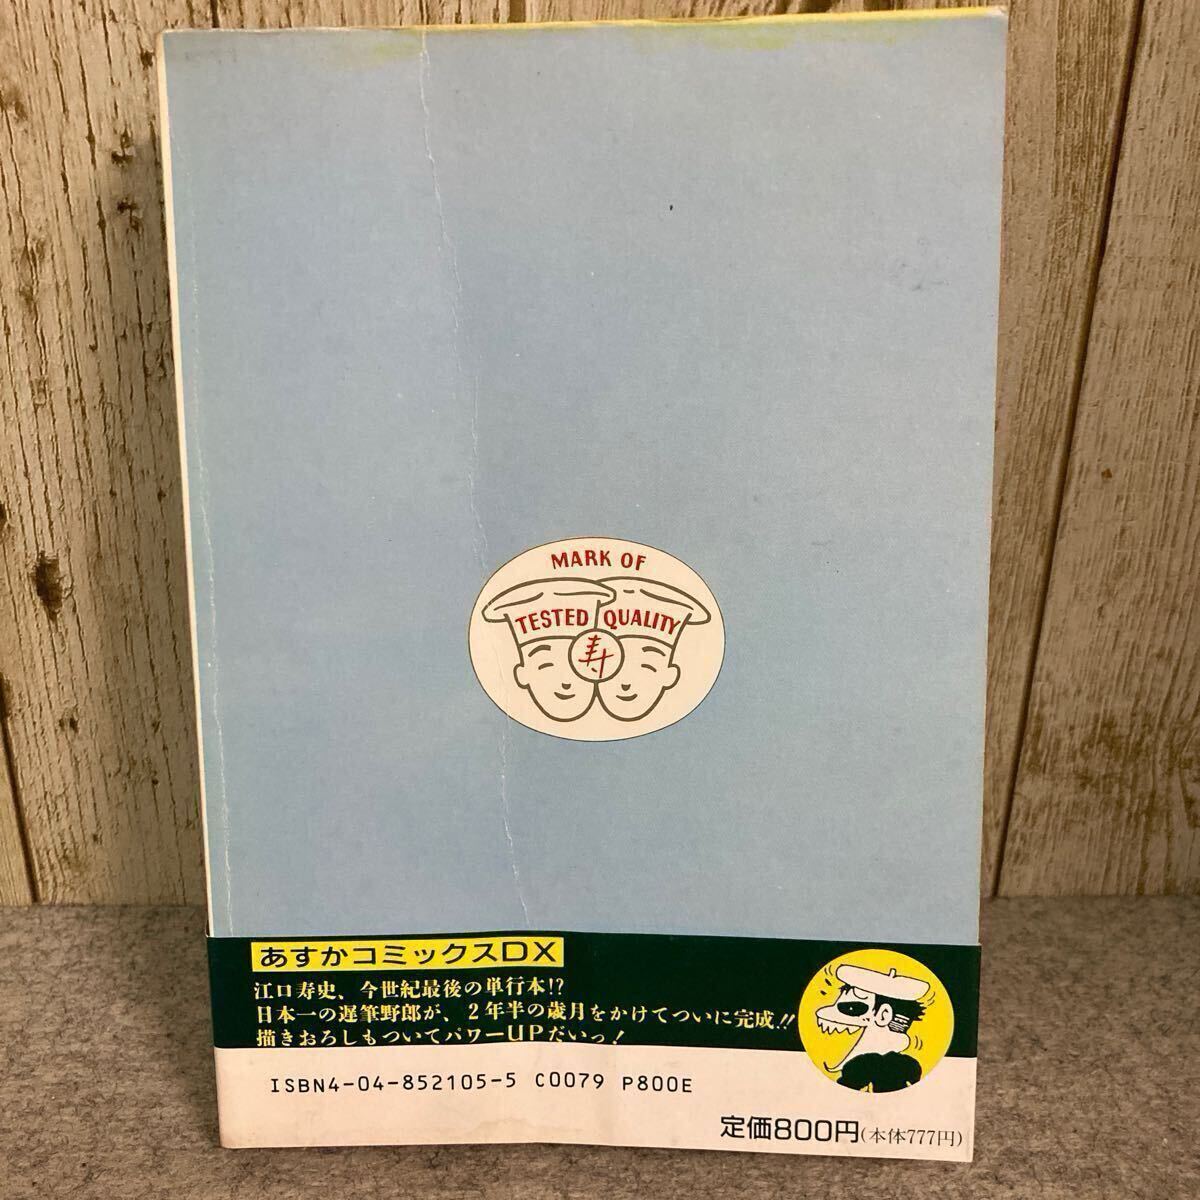 MARK OF
TESTED QUALITY
寿
あすかコミックスDX
江口寿史、今世紀最後の単行本!?
日本一の遅筆野郎が、2年半の歳月をかけてついに完成!!
描きおろしもついてパワーUPだいっ!
ISBN4-04-852105-5 C0079 P800E
定価800円(本体777円)